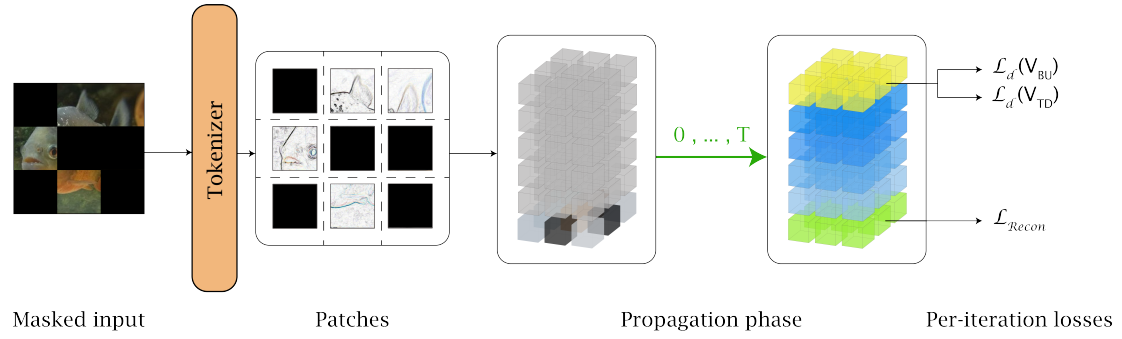 Tokenizer
0 , ... , T
ℒ_d(V_BU)
ℒ_d(V_TD)
ℒ_Recon
Masked input
Patches
Propagation phase
Per-iteration losses